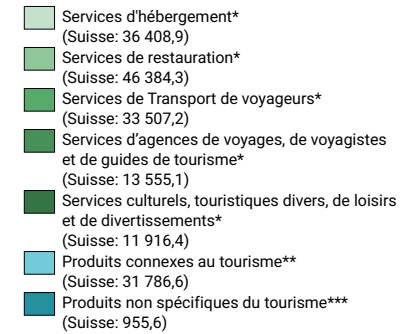 Services d'hébergement*
(Suisse: 36 408,9)
Services de restauration*
(Suisse: 46 384,3)
Services de Transport de voyageurs*
(Suisse: 33 507,2)
Services d’agences de voyages, de voyagistes
et de guides de tourisme*
(Suisse: 13 555,1)
Services culturels, touristiques divers, de loisirs
et de divertissements*
(Suisse: 11 916,4)
Produits connexes au tourisme**
(Suisse: 31 786,6)
Produits non spécifiques du tourisme***
(Suisse: 955,6)